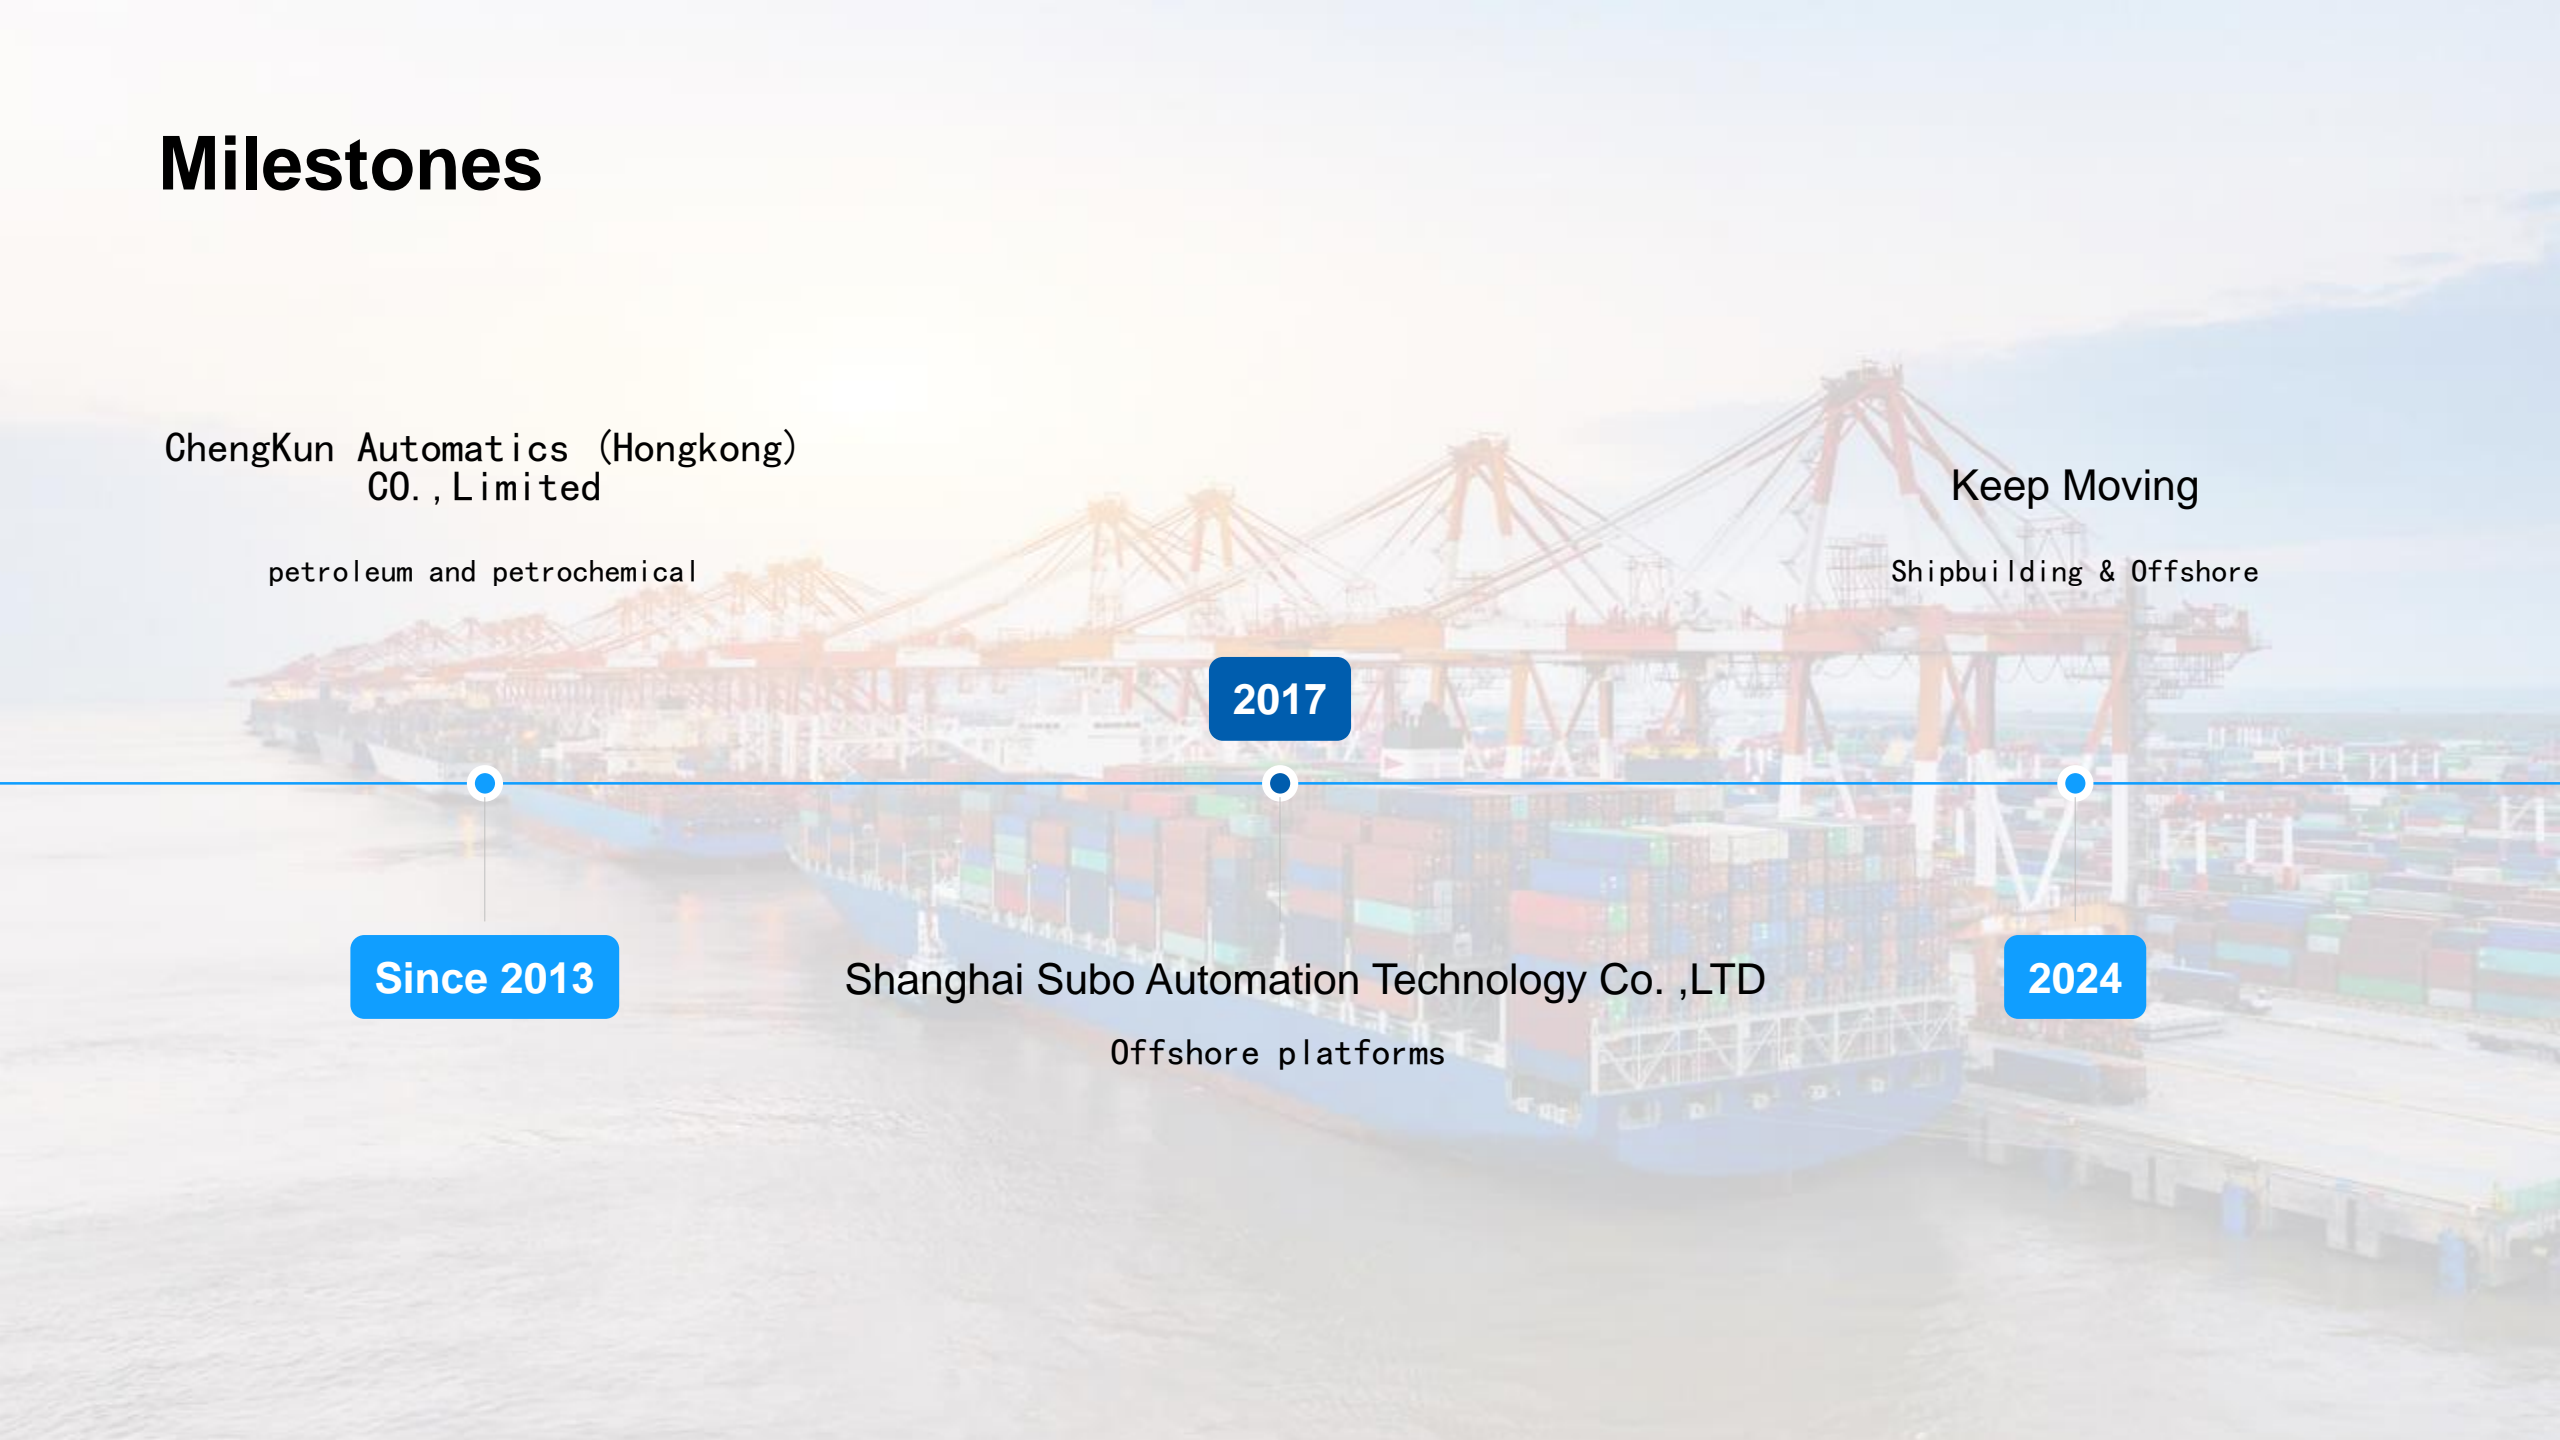 Milestones
ChengKun Automatics (Hongkong)
CO.,Limited
petroleum and petrochemical
Since 2013
2017
Shanghai Subo Automation Technology Co. ,LTD
Offshore platforms
Keep Moving
Shipbuilding & Offshore
2024